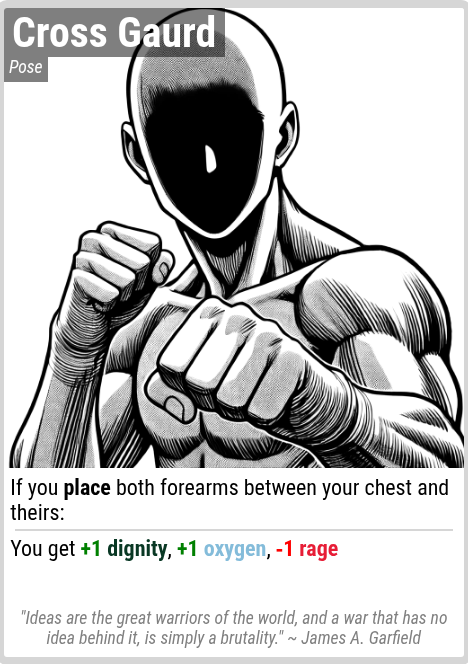 Cross Gaurd
Pose
If you place both forearms between your chest and
theirs:
You get +1 dignity, +1 oxygen, -1 rage
"Ideas are the great warriors of the world, and a war that has no
idea behind it, is simply a brutality." ~ James A. Garfield